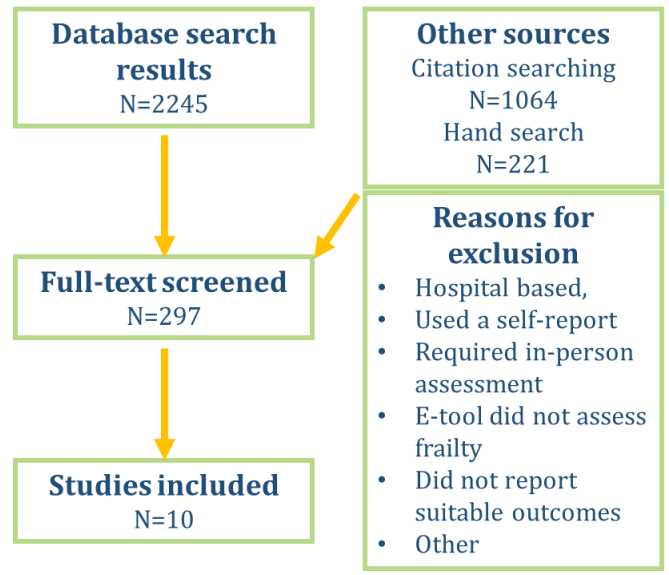 Database search
results
N=2245
Other sources
Citation searching
N=1064
Hand search
N=221
Full-text screened
N=297
Reasons for
exclusion
• Hospital based,
• Used a self-report
• Required in-person
assessment
• E-tool did not assess
frailty
• Did not report
suitable outcomes
• Other
Studies included
N=10